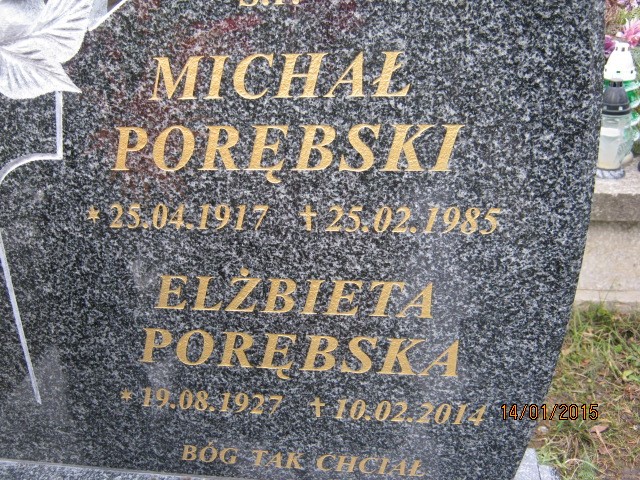 Ś.P.
MICHAŁ
PORĘBSKI
* 25.04.1917 † 25.02.1985
ELŻBIETA
PORĘBSKA
* 19.08.1927 † 10.02.2014
BÓG TAK CHCIAŁ
14/01/2015